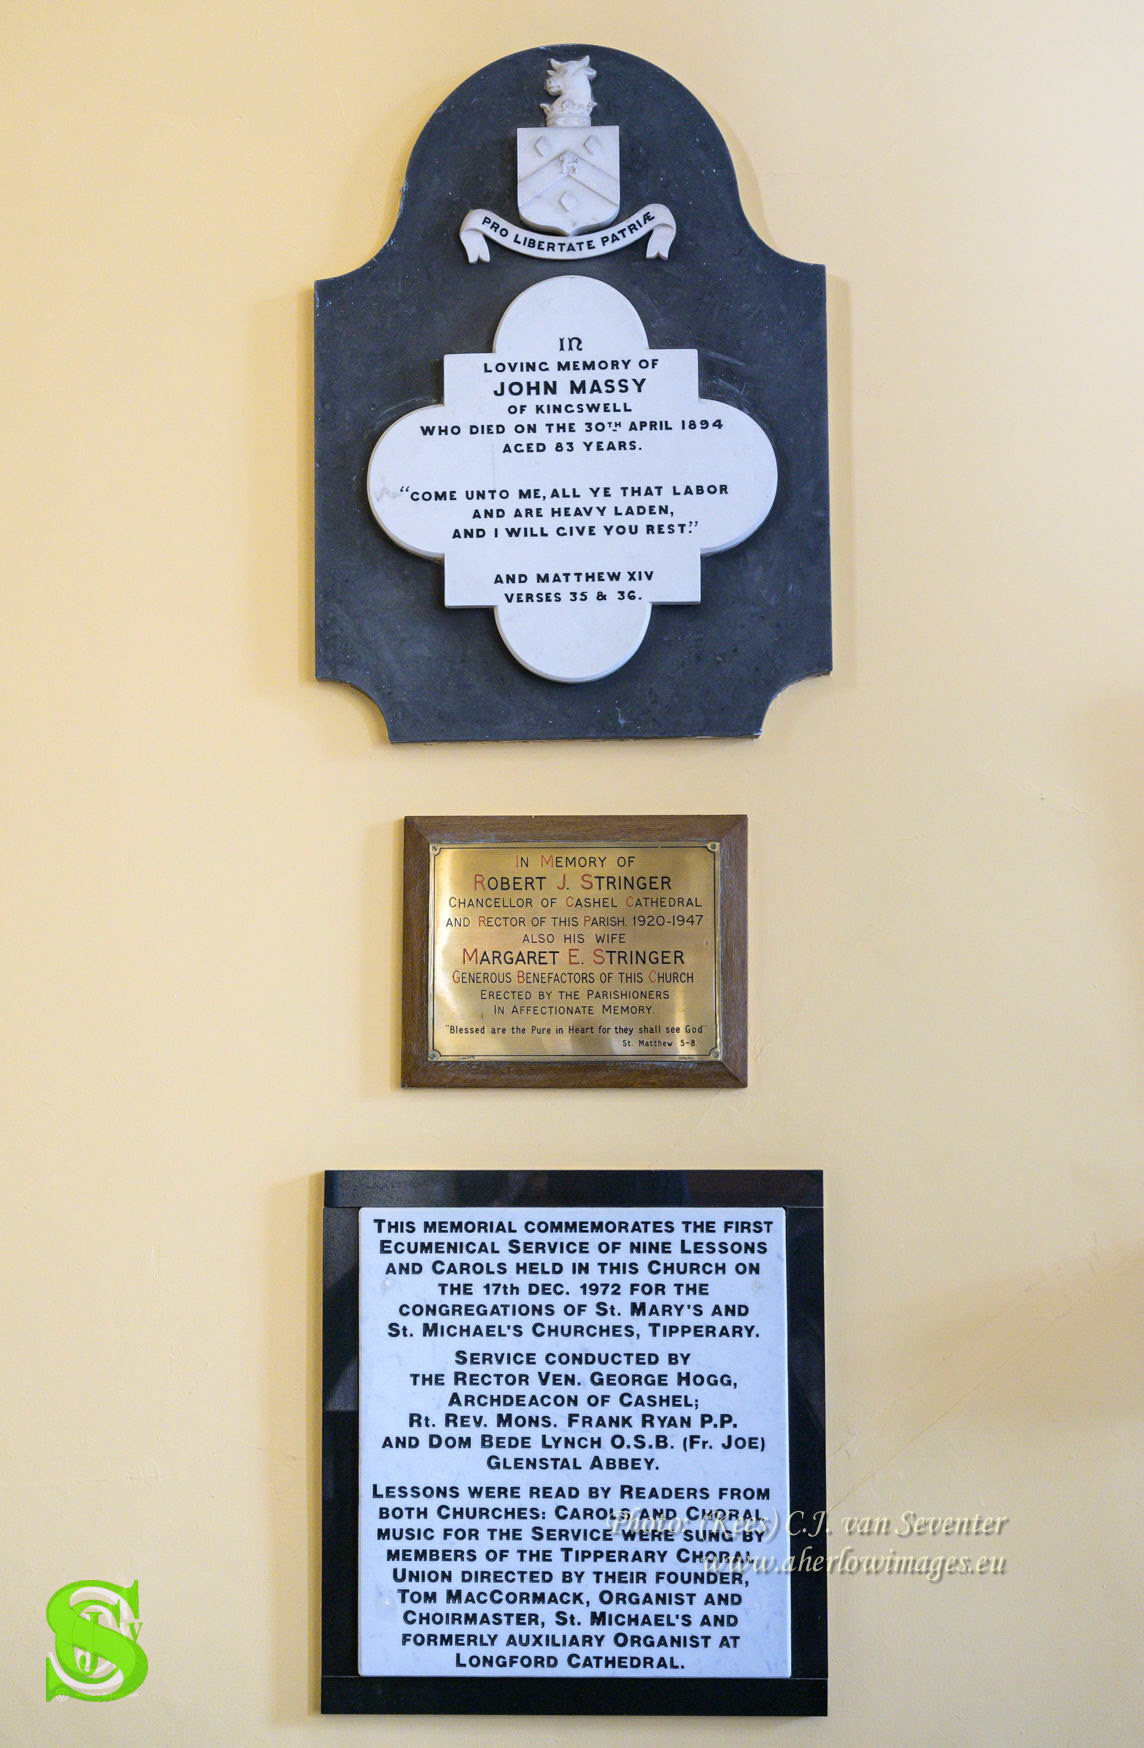 PRO LIBERTATE PATRIÆ
In
LOVING MEMORY OF
JOHN MASSY
OF KINGSWELL
WHO DIED ON THE 30TH APRIL 1894
AGED 83 YEARS.
“COME UNTO ME, ALL YE THAT LABOR
AND ARE HEAVY LADEN,
AND I WILL GIVE YOU REST.”
AND MATTHEW XIV
VERSES 35 & 36.
IN MEMORY OF
ROBERT J. STRINGER
CHANCELLOR OF CASHEL CATHEDRAL
AND RECTOR OF THIS PARISH, 1920-1947
ALSO HIS WIFE
MARGARET E. STRINGER
GENEROUS BENEFACTORS OF THIS CHURCH
ERECTED BY THE PARISHIONERS
IN AFFECTIONATE MEMORY.
"Blessed are the Pure in Heart for they shall see God"
St. Matthew 5-8.
THIS MEMORIAL COMMEMORATES THE FIRST
ECUMENICAL SERVICE OF NINE LESSONS
AND CAROLS HELD IN THIS CHURCH ON
THE 17th DEC. 1972 FOR THE
CONGREGATIONS OF St. MARY'S AND
St. MICHAEL'S CHURCHES, TIPPERARY.
SERVICE CONDUCTED BY
THE RECTOR VEN. GEORGE HOGG,
ARCHDEACON OF CASHEL;
Rt. REV. MONS. FRANK RYAN P.P.
AND DOM BEDE LYNCH O.S.B. (Fr. JOE)
GLENSTAL ABBEY.
LESSONS WERE READ BY READERS FROM
BOTH CHURCHES: CAROLS AND CHORAL
MUSIC FOR THE SERVICE WERE SUNG BY
MEMBERS OF THE TIPPERARY CHORAL
UNION DIRECTED BY THEIR FOUNDER,
TOM MACCORMACK, ORGANIST AND
CHOIRMASTER, St. MICHAEL'S AND
FORMERLY AUXILIARY ORGANIST AT
LONGFORD CATHEDRAL.
Photo: (Kees) C.J. van Seventer
www.aherlowimages.eu